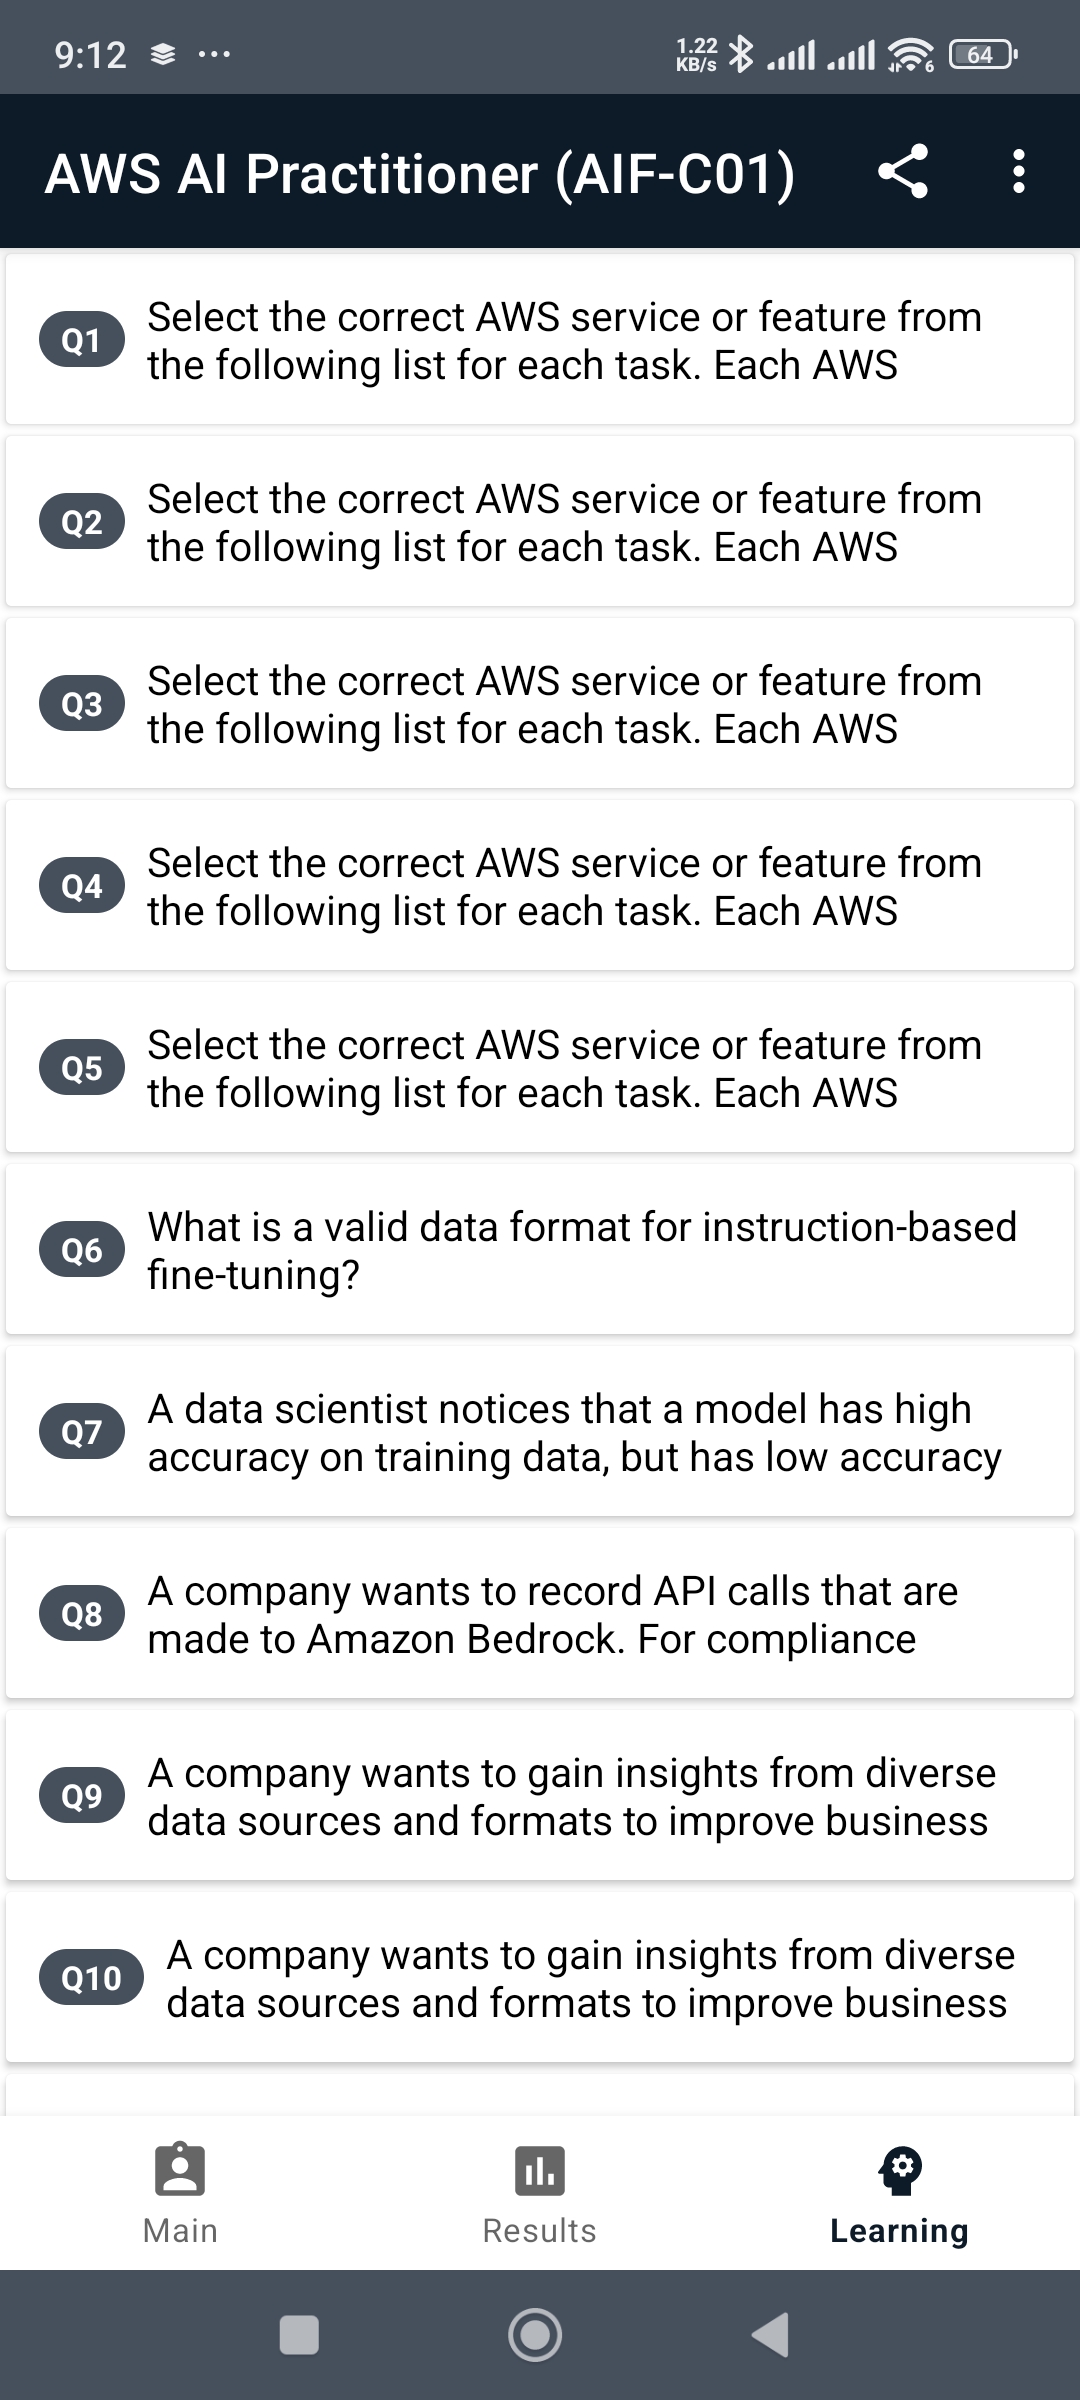 9:12
1.22
KB/s
6
64
AWS AI Practitioner (AIF-C01)
Q1
Select the correct AWS service or feature from
the following list for each task. Each AWS
Q2
Select the correct AWS service or feature from
the following list for each task. Each AWS
Q3
Select the correct AWS service or feature from
the following list for each task. Each AWS
Q4
Select the correct AWS service or feature from
the following list for each task. Each AWS
Q5
Select the correct AWS service or feature from
the following list for each task. Each AWS
Q6
What is a valid data format for instruction-based
fine-tuning?
Q7
A data scientist notices that a model has high
accuracy on training data, but has low accuracy
Q8
A company wants to record API calls that are
made to Amazon Bedrock. For compliance
Q9
A company wants to gain insights from diverse
data sources and formats to improve business
Q10
A company wants to gain insights from diverse
data sources and formats to improve business
Main
Results
Learning